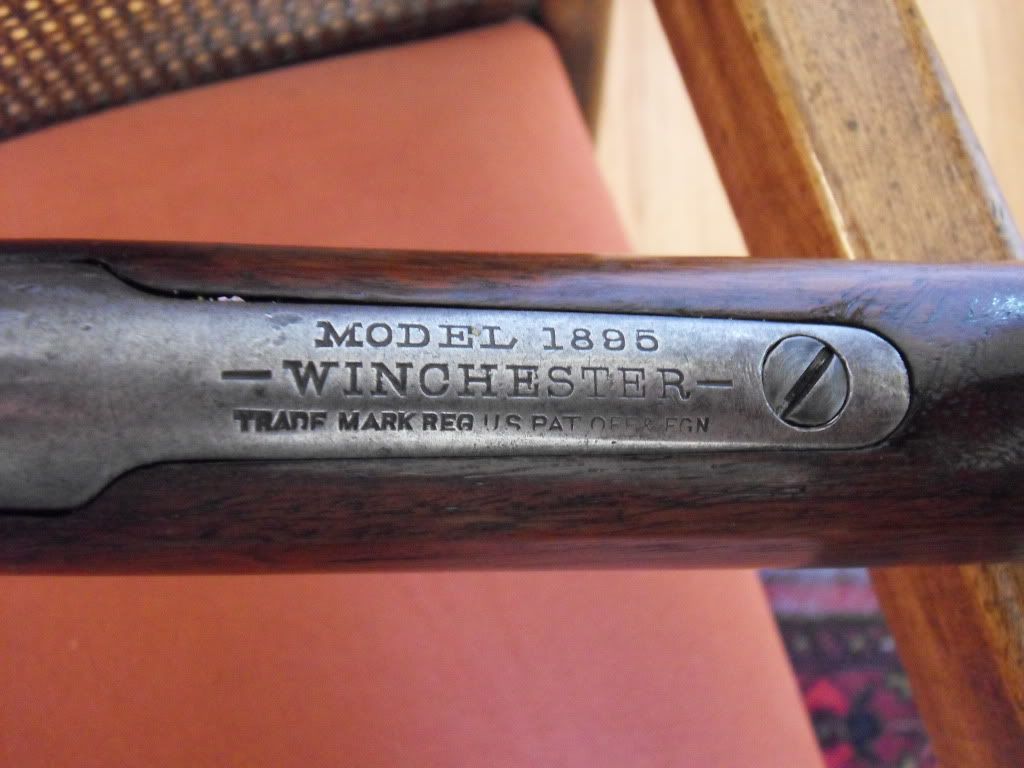 MODEL 1895
-WINCHESTER-
TRADE MARK REG U.S. PAT. OFF. & FGN